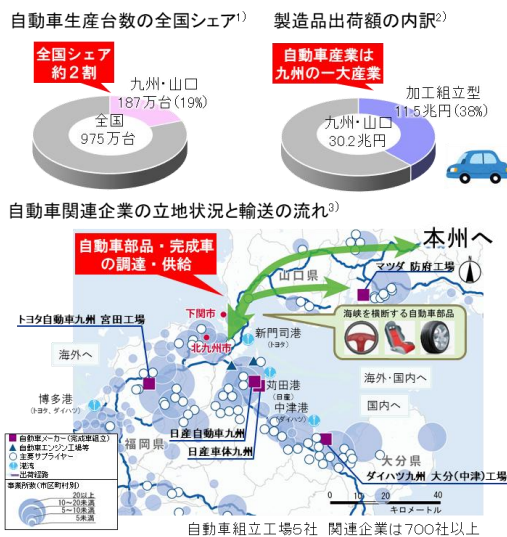 自動車生産台数の全国シェア1)
製造品出荷額の内訳2)
全国シェア
約2割
九州・山口
187万台(19%)
全国
975万台
自動車産業は
九州の一大産業
加工組立型
11.5兆円(38%)
九州・山口
30.2兆円
自動車関連企業の立地状況と輸送の流れ3)
自動車部品・完成車
の調達・供給
本州へ
山口県
マツダ 防府工場
トヨタ自動車九州 宮田工場
下関市
北九州市
新門司港
(トヨタ)
海峡を横断する自動車部品
海外へ
苅田港
(日産)
海外・国内へ
博多港
(トヨタ、ダイハツ)
中津港
(ダイハツ)
国内へ
福岡県
日産自動車九州
日産車体九州
大分県
ダイハツ九州 大分(中津)工場
自動車メーカー(完成車組立)
自動車エンジン工場等
主要サプライヤー
港湾
出荷経路
事業所数(市区町村別)
20以上
10～20未満
5～10未満
5未満
0 10 20 40
キロメートル
自動車組立工場5社 関連企業は700社以上